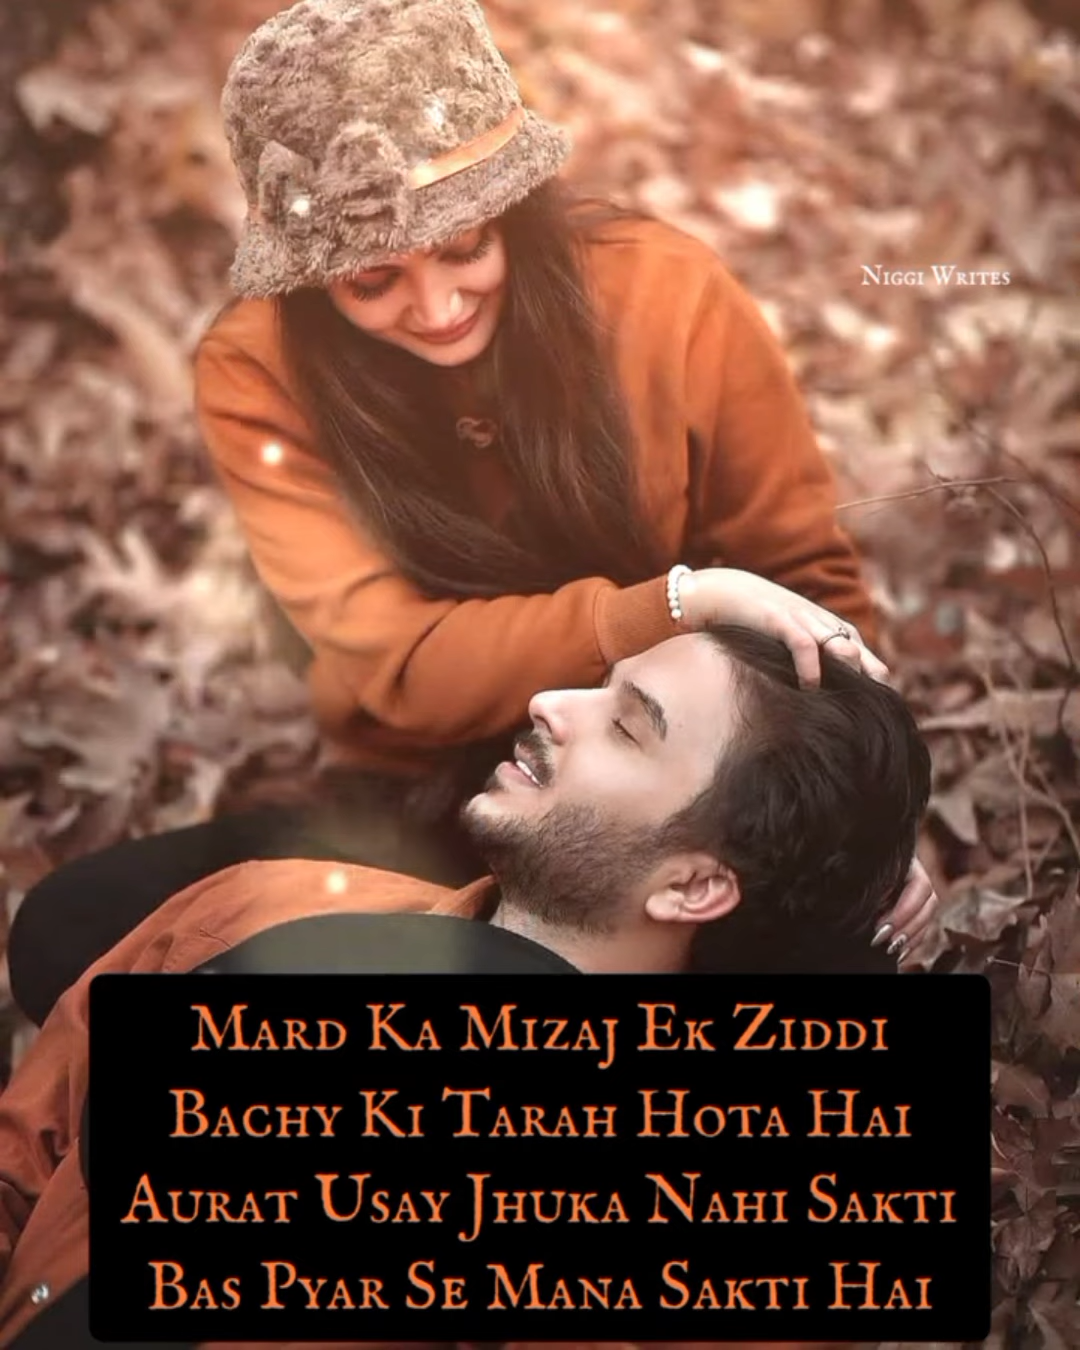 Niggi Writes
Mard Ka Mizaj Ek Ziddi
Bachy Ki Tarah Hota Hai
Aurat Usay Jhuka Nahi Sakti
Bas Pyar Se Mana Sakti Hai